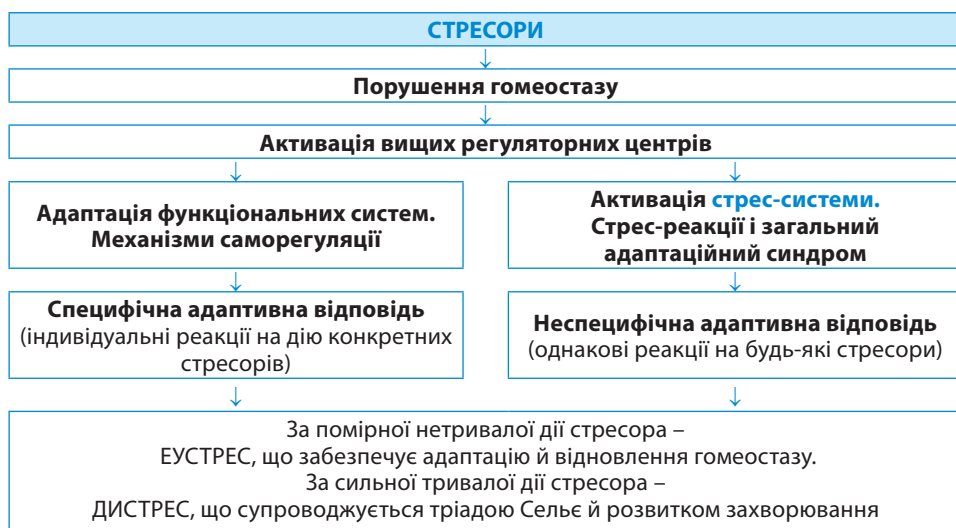 СТРЕСОРИ
↓
Порушення гомеостазу
↓
Активація вищих регуляторних центрів
↓ ↓
Адаптація функціональних систем.
Механізми саморегуляції
Активація стрес-системи.
Стрес-реакції і загальний
адаптаційний синдром
↓ ↓
Специфічна адаптивна відповідь
(індивідуальні реакції на дію конкретних
стресорів)
Неспецифічна адаптивна відповідь
(однакові реакції на будь-які стресори)
↓ ↓
За помірної нетривалої дії стресора –
ЕУСТРЕС, що забезпечує адаптацію й відновлення гомеостазу.
За сильної тривалої дії стресора –
ДИСТРЕС, що супроводжується тріадою Сельє й розвитком захворювання